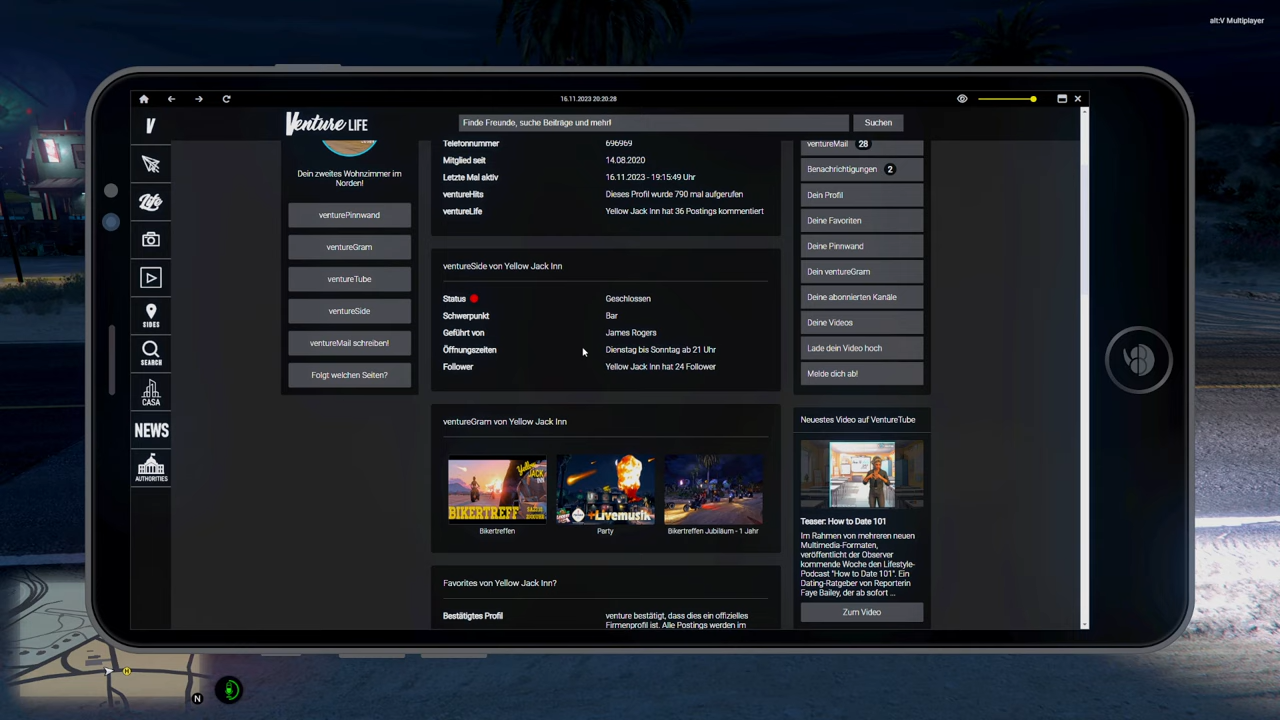 alt:V Multiplayer
16.11.2023 20:20:28
V
Venture LIFE
Finde Freunde, suche Beiträge und mehr!
Suchen
Life
SIDES
SEARCH
CASA
NEWS
AUTHORITIES
Dein zweites Wohnzimmer im
Norden!
venturePinnwand
ventureGram
ventureTube
ventureSide
ventureMail schreiben!
Folgt welchen Seiten?
Telefonnummer 696969
Mitglied seit 14.08.2020
Letzte Mal aktiv 16.11.2023 - 19:15:49 Uhr
ventureHits Dieses Profil wurde 790 mal aufgerufen
ventureLife Yellow Jack Inn hat 36 Postings kommentiert
ventureSide von Yellow Jack Inn
Status Geschlossen
Schwerpunkt Bar
Geführt von James Rogers
Öffnungszeiten Dienstag bis Sonntag ab 21 Uhr
Follower Yellow Jack Inn hat 24 Follower
ventureGram von Yellow Jack Inn
Yellow
JACK
INN
BIKERTREFF
+Livemusik
Bikertreffen
Party
Bikertreffen Jubiläum - 1 Jahr
Favorites von Yellow Jack Inn?
Bestätigtes Profil venture bestätigt, dass dies ein offizielles
Firmenprofil ist. Alle Postings werden im
ventureMail 28
Benachrichtigungen 2
Dein Profil
Deine Favoriten
Deine Pinnwand
Dein ventureGram
Deine abonnierten Kanäle
Deine Videos
Lade dein Video hoch
Melde dich ab!
Neuestes Video auf VentureTube
Teaser: How to Date 101
Im Rahmen von mehreren neuen
Multimedia-Formaten,
veröffentlicht der Observer
kommende Woche den Lifestyle-
Podcast "How to Date 101". Ein
Dating-Ratgeber von Reporterin
Faye Bailey, der ab sofort ...
Zum Video
N